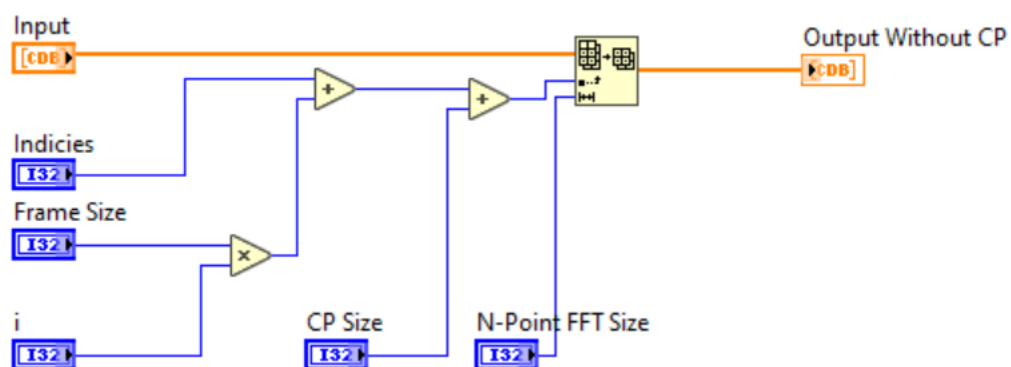 Input
[CDB]
Output Without CP
[CDB]
+
+
Indicies
I32
Frame Size
I32
×
i
CP Size
N-Point FFT Size
I32
I32
I32